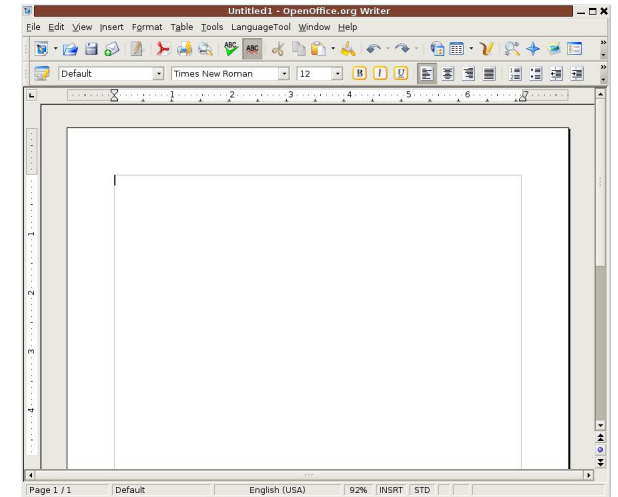 Untitled1 - OpenOffice.org Writer
File Edit View Insert Format Table Tools LanguageTool Window Help
ABC ABC
Default Times New Roman 12 B I U
1 2 3 4 5 6 7
1
2
3
4
Page 1 / 1 Default English (USA) 92% INSRT STD